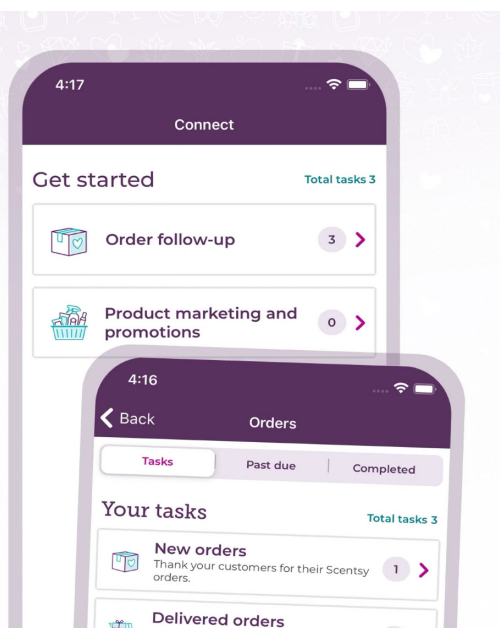 4:17
Connect
Get started
Total tasks 3
Order follow-up
3
Product marketing and
promotions
0
4:16
Back
Orders
Tasks
Past due
Completed
Your tasks
Total tasks 3
New orders
Thank your customers for their Scentsy
orders.
1
Delivered orders